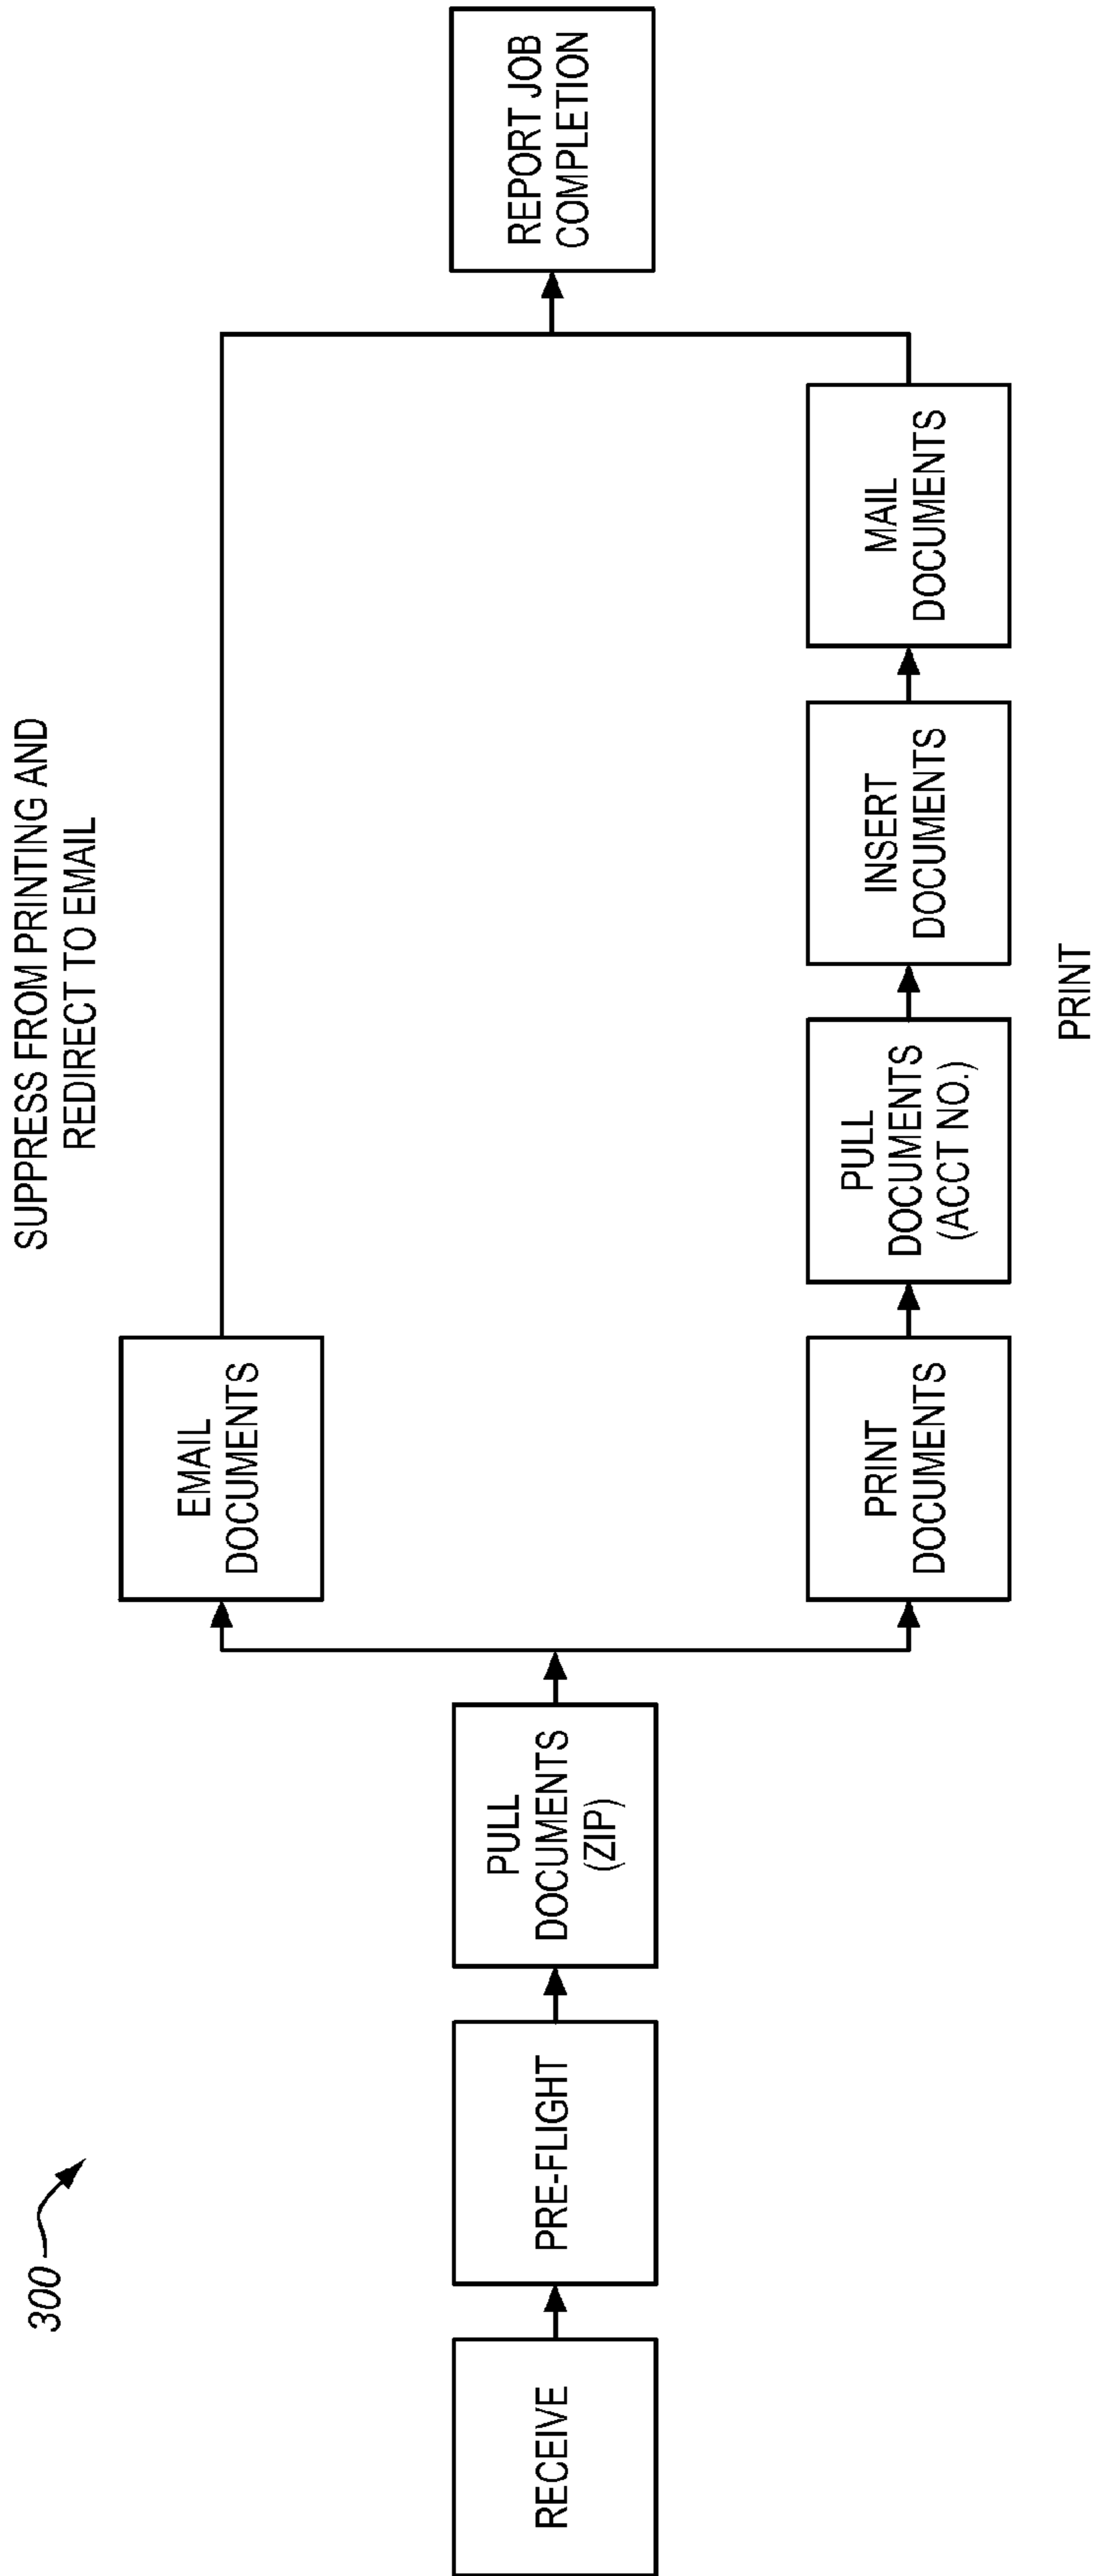 300
SUPPRESS FROM PRINTING AND
REDIRECT TO EMAIL
RECEIVE
PRE-FLIGHT
PULL
DOCUMENTS
(ZIP)
EMAIL
DOCUMENTS
PRINT
DOCUMENTS
PULL
DOCUMENTS
(ACCT NO.)
INSERT
DOCUMENTS
MAIL
DOCUMENTS
REPORT JOB
COMPLETION
PRINT